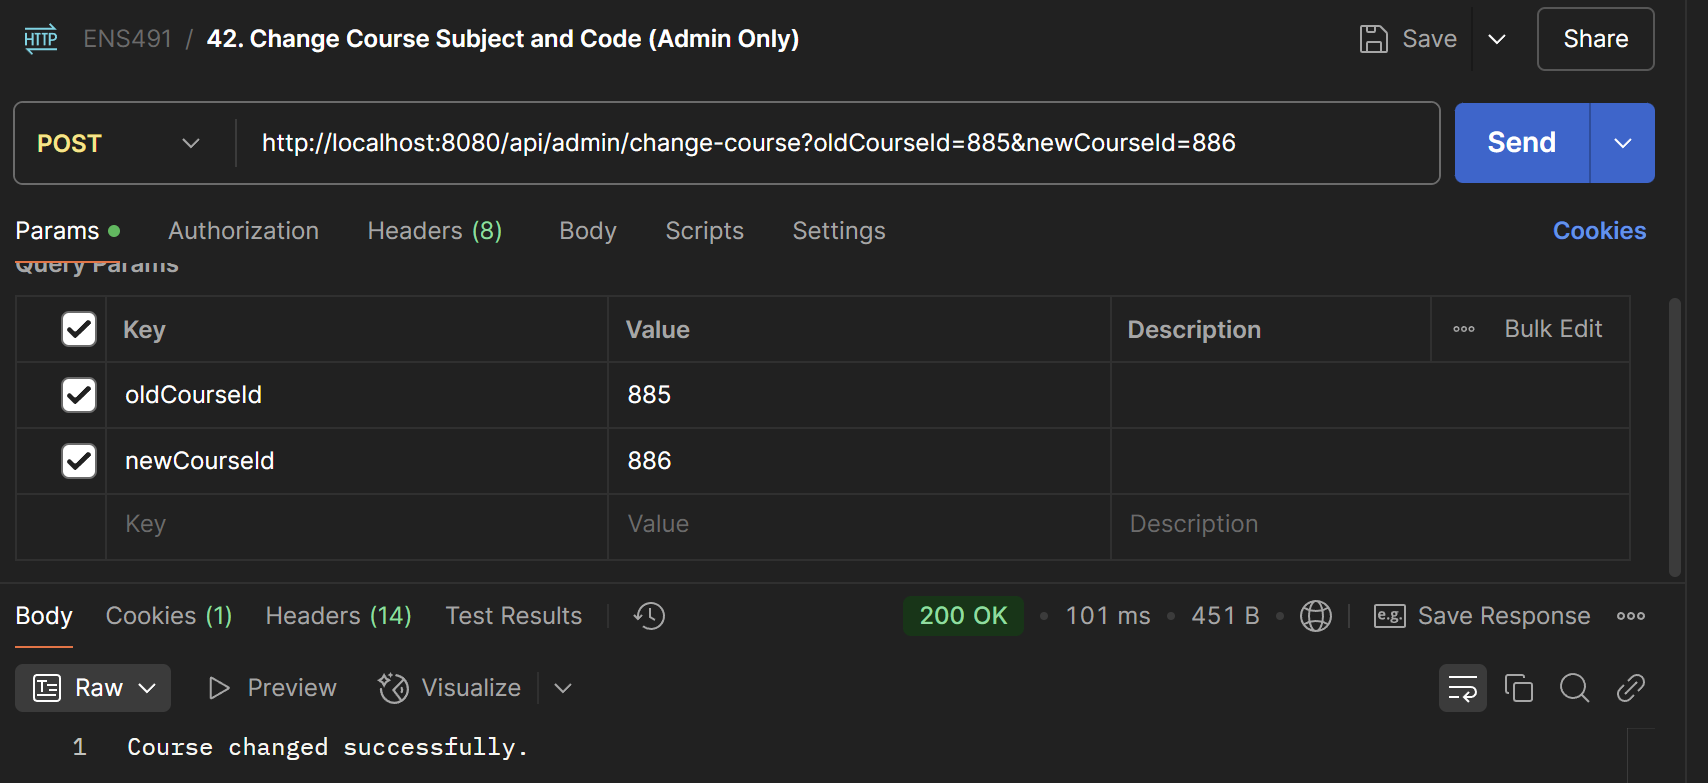 HTTP ENS491 / 42. Change Course Subject and Code (Admin Only) Save Share
POST http://localhost:8080/api/admin/change-course?oldCourseId=885&newCourseId=886 Send
Params Authorization Headers (8) Body Scripts Settings Cookies
Query Params
Key Value Description Bulk Edit
oldCourseId 885
newCourseId 886
Key Value Description
Body Cookies (1) Headers (14) Test Results 200 OK • 101 ms • 451 B • e.g. Save Response
Raw Preview Visualize
1 Course changed successfully.